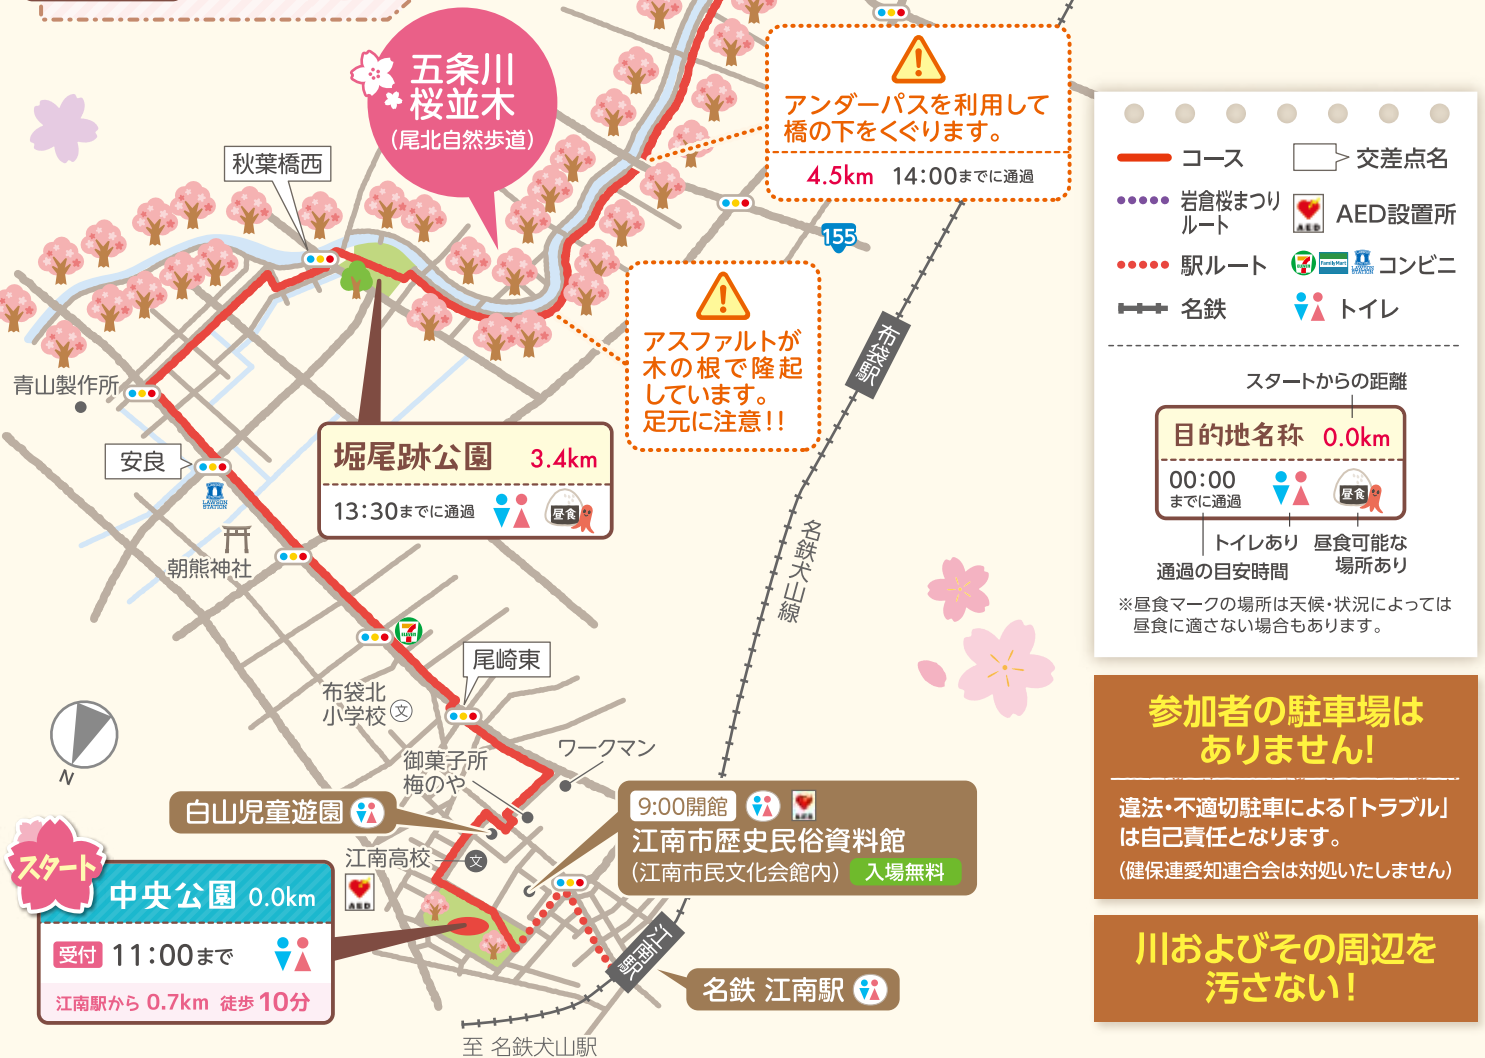 五条川
桜並木
(尾北自然歩道)
秋葉橋西
アンダーパスを利用して
橋の下をくぐります。
4.5km 14:00までに通過
155
アスファルトが
木の根で隆起
しています。
足元に注意!!
布袋駅
青山製作所
安良
LAWSON
STATION
朝熊神社
堀尾跡公園 3.4km
13:30までに通過
昼食
名鉄犬山線
7
ELEVEN
尾崎東
布袋北
小学校
文
御菓子所
梅のや
ワークマン
N
白山児童遊園
9:00開館
AED
江南市歴史民俗資料館
(江南市民文化会館内) 入場無料
江南高校
文
AED
スタート
中央公園 0.0km
受付 11:00まで
江南駅から 0.7km 徒歩 10分
江南駅
名鉄 江南駅
至 名鉄犬山駅
コース
交差点名
岩倉桜まつり
ルート
AED
AED設置所
駅ルート
7
ELEVEN
FamilyMart
LAWSON
STATION
コンビニ
名鉄
トイレ
スタートからの距離
目的地名称 0.0km
00:00
までに通過
昼食
トイレあり
昼食可能な
場所あり
通過の目安時間
※昼食マークの場所は天候・状況によっては
昼食に適さない場合もあります。
参加者の駐車場は
ありません!
違法・不適切駐車による「トラブル」
は自己責任となります。
(健保連愛知連合会は対処いたしません)
川およびその周辺を
汚さない!